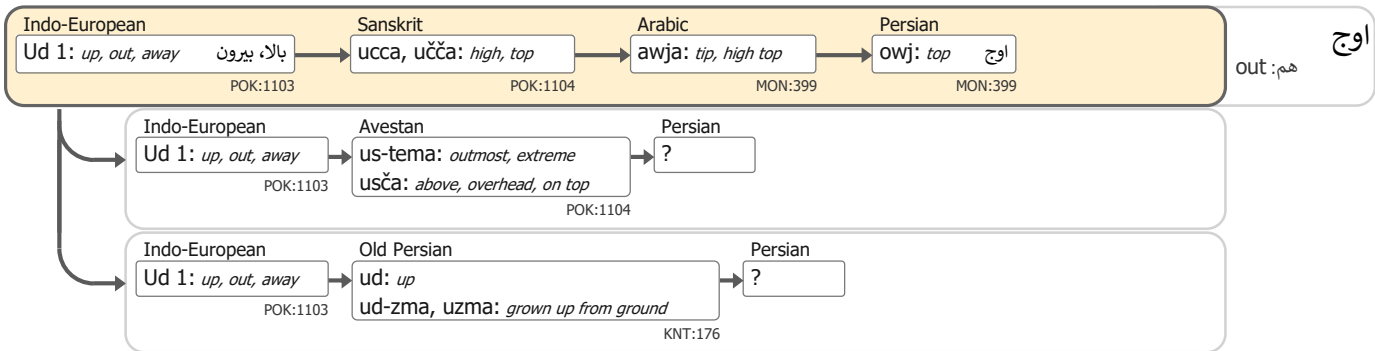 Indo-European Sanskrit Arabic Persian
Ud 1: up, out, away بالا، بیرون ucca, učča: high, top awja: tip, high top owj: top اوج
POK:1103 POK:1104 MON:399 MON:399
اوج
هم: out
Indo-European Avestan Persian
Ud 1: up, out, away us-tema: outmost, extreme ?
usča: above, overhead, on top
POK:1103
POK:1104
Indo-European Old Persian Persian
Ud 1: up, out, away ud: up ?
ud-zma, uzma: grown up from ground
POK:1103
KNT:176